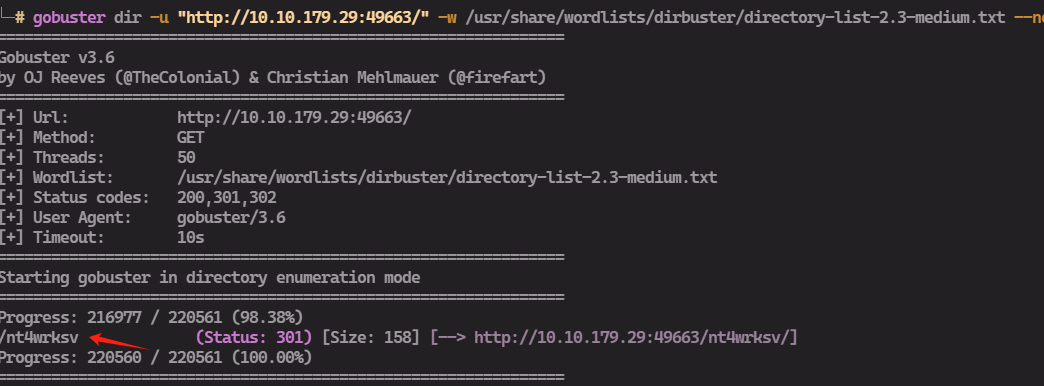 # gobuster dir -u "http://10.10.179.29:49663/" -w /usr/share/wordlists/dirbuster/directory-list-2.3-medium.txt
===============================================================
Gobuster v3.6
by OJ Reeves (@TheColonial) & Christian Mehlmauer (@firefart)
===============================================================
[+] Url: http://10.10.179.29:49663/
[+] Method: GET
[+] Threads: 50
[+] Wordlist: /usr/share/wordlists/dirbuster/directory-list-2.3-medium.txt
[+] Status codes: 200,301,302
[+] User Agent: gobuster/3.6
[+] Timeout: 10s
===============================================================
Starting gobuster in directory enumeration mode
===============================================================
Progress: 216977 / 220561 (98.38%)
/nt4wrksv (Status: 301) [Size: 158] [--> http://10.10.179.29:49663/nt4wrksv/]
Progress: 220560 / 220561 (100.00%)
===============================================================